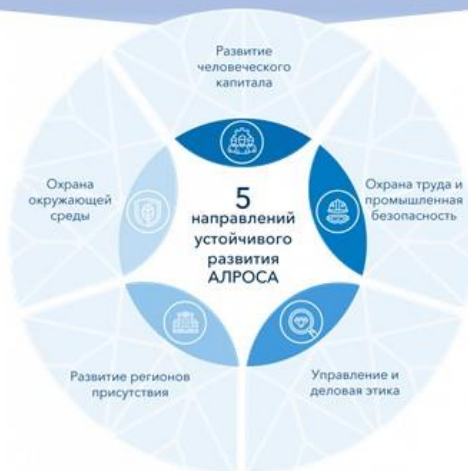 Развитие
человеческого
капитала
Охрана
окружающей
среды
5
направлений
устойчивого
развития
АЛРОСА
Охрана труда и
промышленная
безопасность
Развитие регионов
присутствия
Управление и
деловая этика